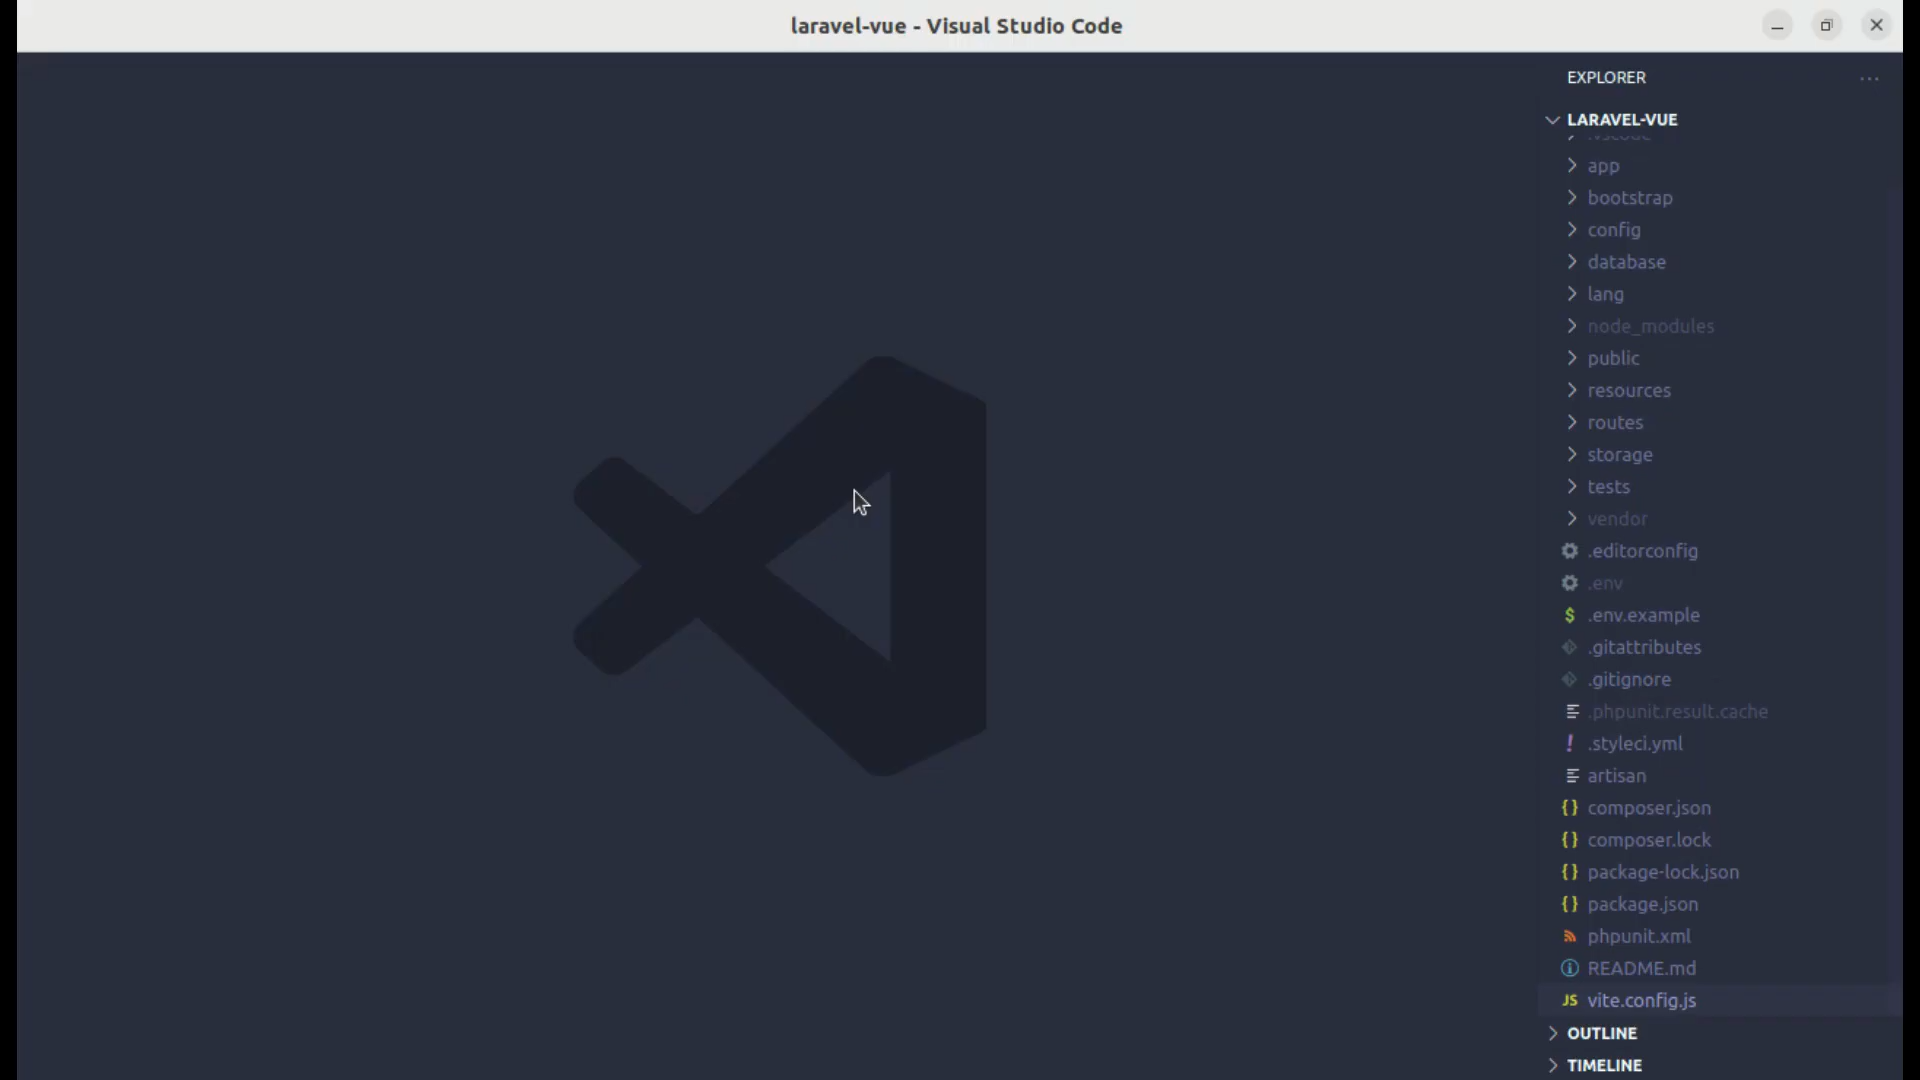 laravel-vue - Visual Studio Code
EXPLORER
LARAVEL-VUE
app
bootstrap
config
database
lang
node_modules
public
resources
routes
storage
tests
vendor
.editorconfig
.env
$ .env.example
.gitattributes
.gitignore
.phpunit.result.cache
! .styleci.yml
artisan
{} composer.json
{} composer.lock
{} package-lock.json
{} package.json
phpunit.xml
README.md
JS vite.config.js
OUTLINE
TIMELINE